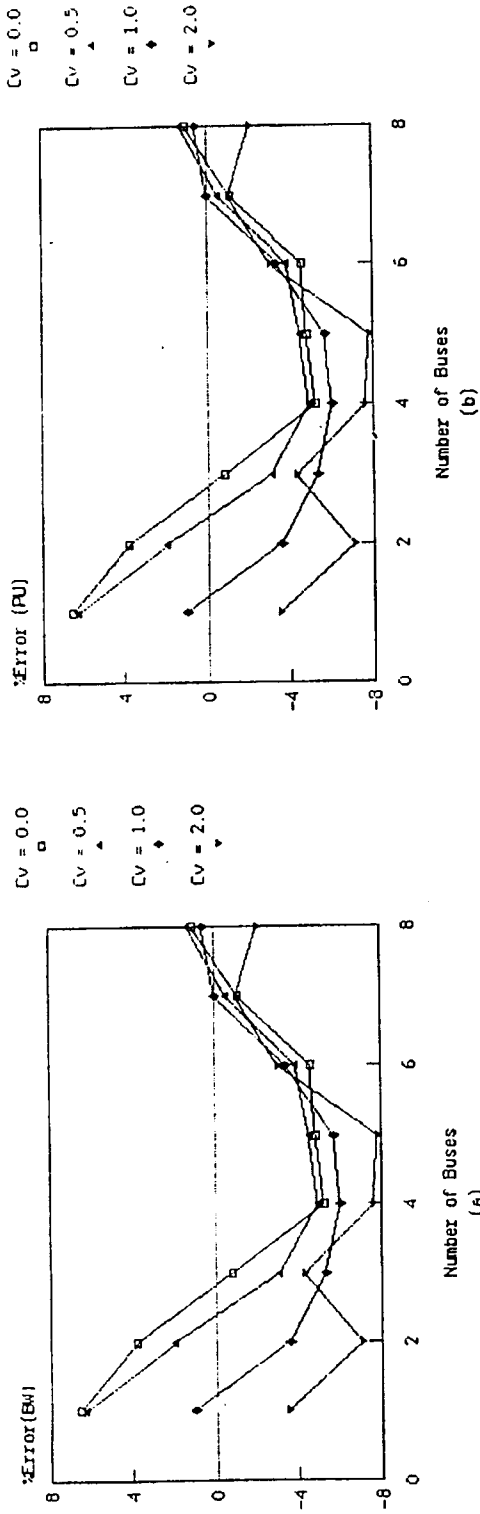 %Error(BW)
8
4
0
-4
-8
0
2
4
6
8
Number of Buses
(a)
Cv = 0.0
Cv = 0.5
Cv = 1.0
Cv = 2.0
%Error (PU)
8
4
0
-4
-8
0
2
4
6
8
Number of Buses
(b)
Cv = 0.0
Cv = 0.5
Cv = 1.0
Cv = 2.0